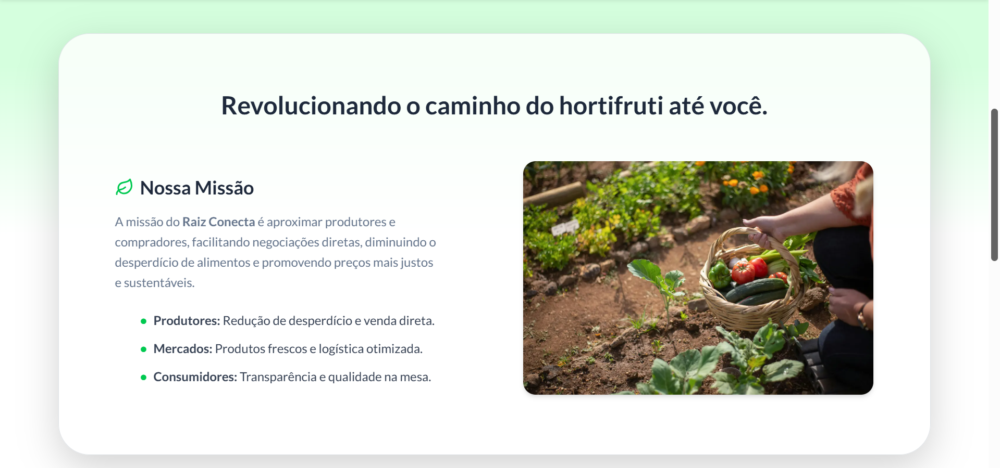 Revolucionando o caminho do hortifruti até você.
Nossa Missão
A missão do Raiz Conecta é aproximar produtores e
compradores, facilitando negociações diretas, diminuindo o
desperdício de alimentos e promovendo preços mais justos
e sustentáveis.
Produtores: Redução de desperdício e venda direta.
Mercados: Produtos frescos e logística otimizada.
Consumidores: Transparência e qualidade na mesa.